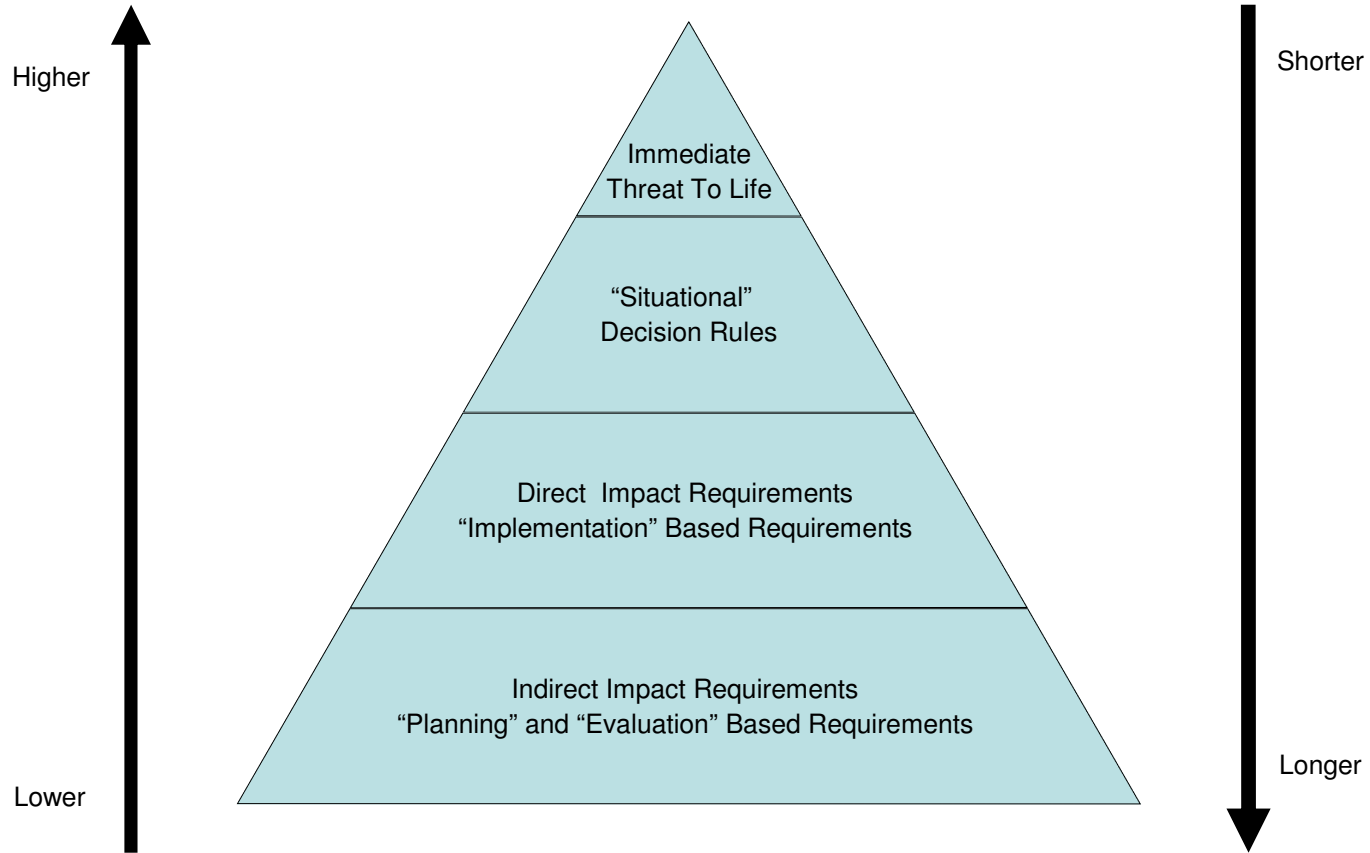 Higher
Shorter
Immediate
Threat To Life
“Situational”
Decision Rules
Direct  Impact Requirements
“Implementation” Based Requirements
Indirect Impact Requirements
“Planning” and “Evaluation” Based Requirements
Lower
Longer